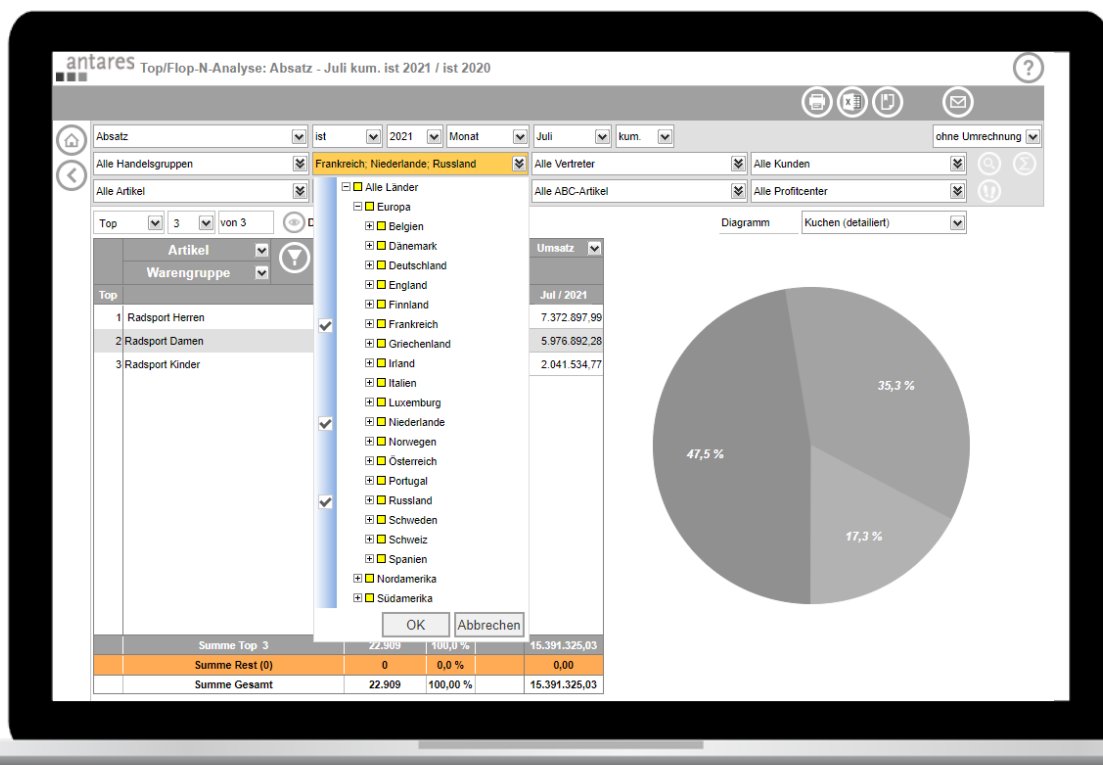 antares Top/Flop-N-Analyse: Absatz - Juli kum. ist 2021 / ist 2020
?
Absatz ist 2021 Monat Juli kum. ohne Umrechnung
Alle Handelsgruppen Frankreich; Niederlande; Russland Alle Vertreter Alle Kunden
Alle Artikel Alle ABC-Artikel Alle Profitcenter
Top 3 von 3 D Diagramm Kuchen (detailiert)
Alle Länder
Europa
Belgien
Dänemark
Deutschland
England
Finnland
Frankreich
Griechenland
Irland
Italien
Luxemburg
Niederlande
Norwegen
Österreich
Portugal
Russland
Schweden
Schweiz
Spanien
Nordamerika
Südamerika
OK Abbrechen
Artikel Umsatz
Warengruppe
Top Jul / 2021
1 Radsport Herren 7.372.897,99
2 Radsport Damen 5.976.892,28
3 Radsport Kinder 2.041.534,77
35,3 %
47,5 %
17,3 %
Summe Top 3 22.909 100,0 % 15.391.325,03
Summe Rest (0) 0 0,0 % 0,00
Summe Gesamt 22.909 100,00 % 15.391.325,03